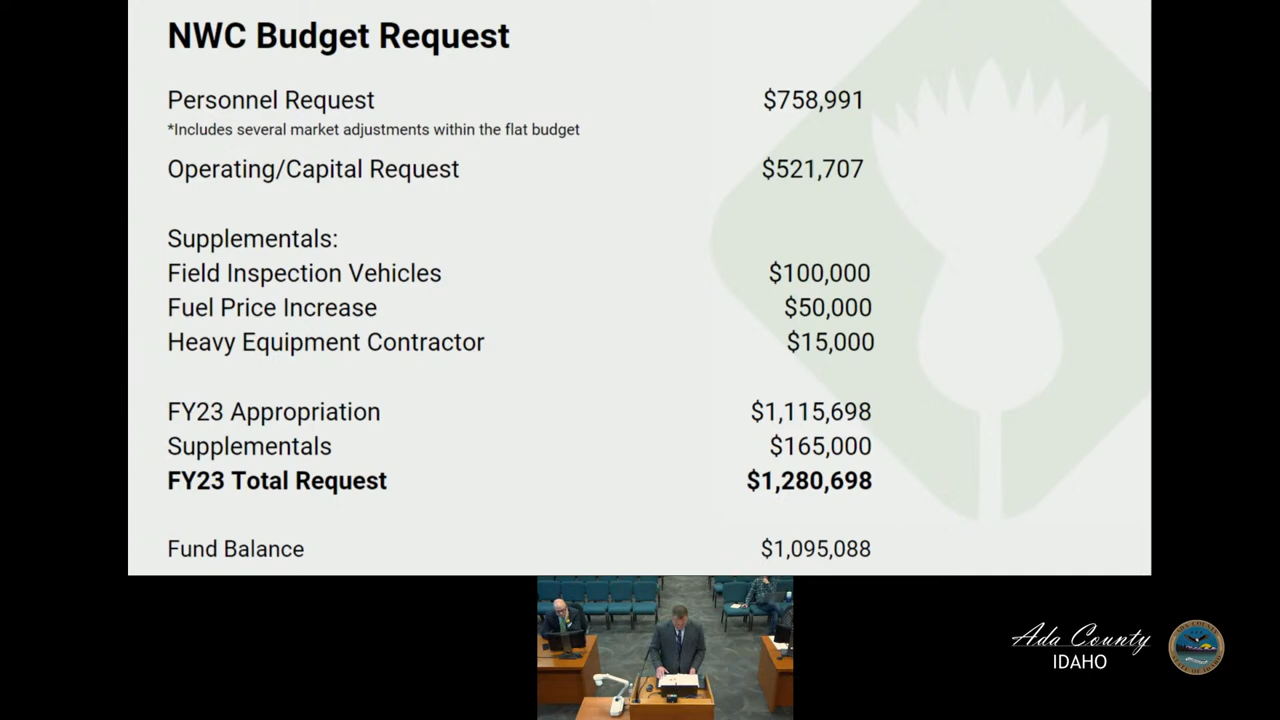 NWC Budget Request
Personnel Request $758,991
*Includes several market adjustments within the flat budget
Operating/Capital Request $521,707
Supplementals:
Field Inspection Vehicles $100,000
Fuel Price Increase $50,000
Heavy Equipment Contractor $15,000
FY23 Appropriation $1,115,698
Supplementals $165,000
FY23 Total Request $1,280,698
Fund Balance $1,095,088
Ada County
IDAHO